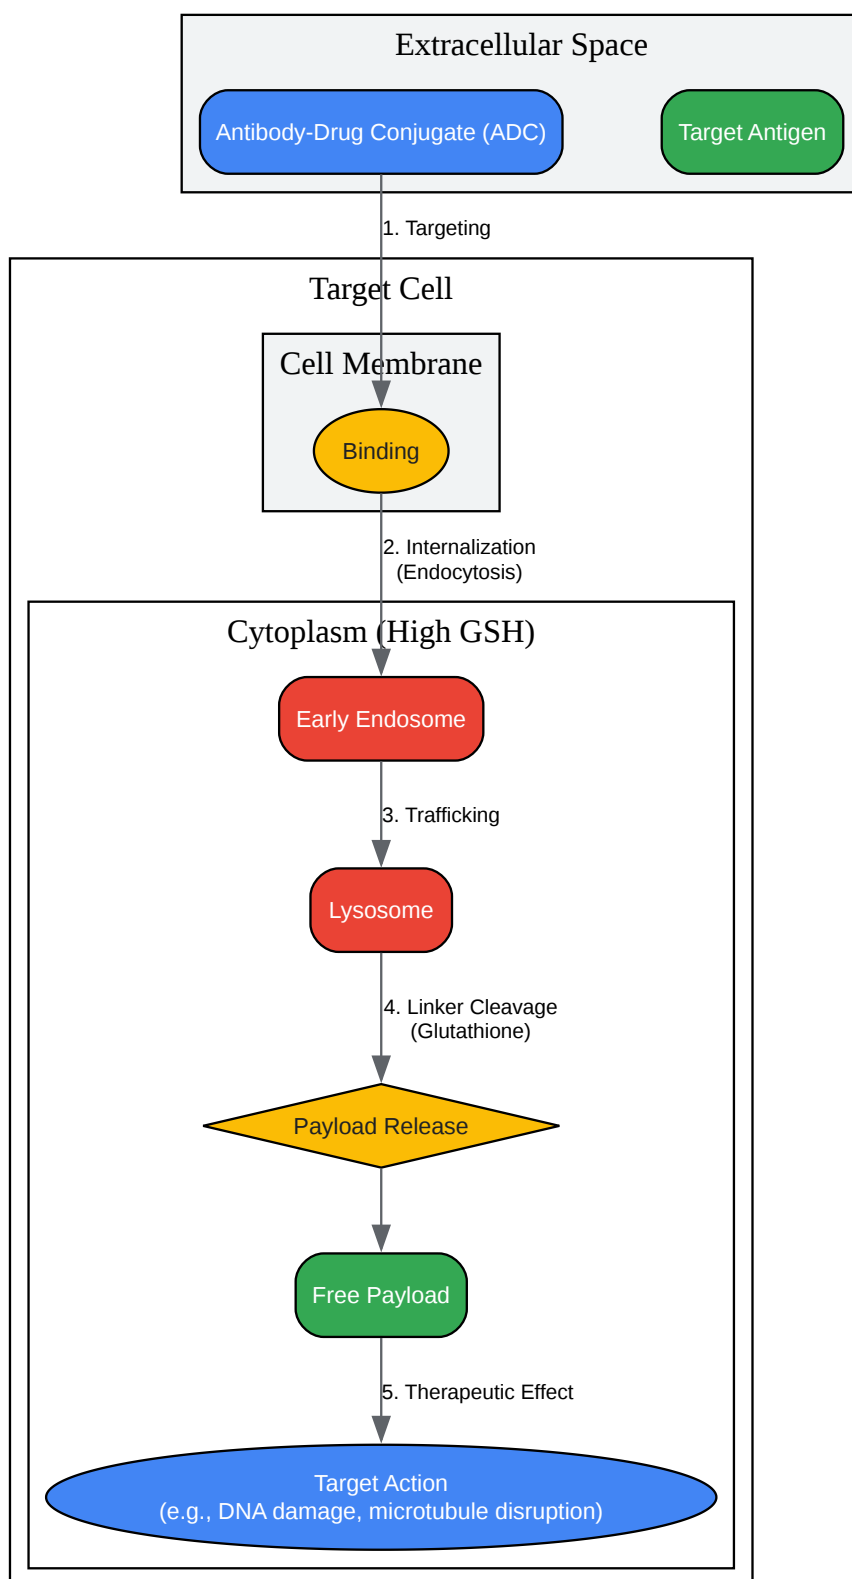 Extracellular Space
Antibody-Drug Conjugate (ADC)
Target Antigen
1. Targeting
Target Cell
Cell Membrane
Binding
2. Internalization
(Endocytosis)
Cytoplasm (High GSH)
Early Endosome
3. Trafficking
Lysosome
4. Linker Cleavage
(Glutathione)
Payload Release
Free Payload
5. Therapeutic Effect
Target Action
(e.g., DNA damage, microtubule disruption)